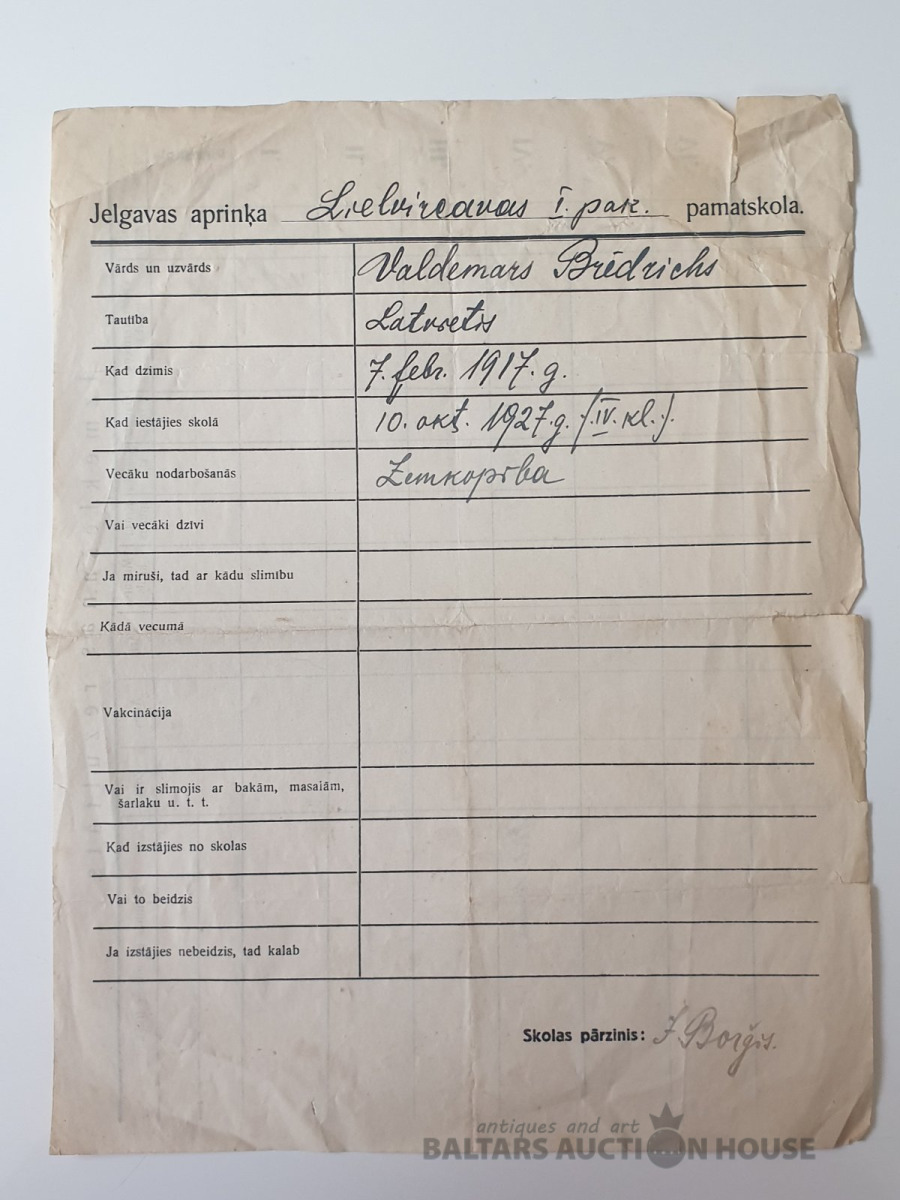 Jelgavas apriņķa Lielvircavas I. pak. pamatskola.
Vārds un uzvārds Valdemars Brēdrichs
Tautība Latvietis
Kad dzimis 7. febr. 1917. g.
Kad iestājies skolā 10. okt. 1927. g. /.IV. kl./.
Vecāku nodarbošanās Zemkopība
Vai vecāki dzīvi
Ja miruši, tad ar kādu slimību
Kādā vecumā
Vakcinācija
Vai ir slimojis ar bakām, masalām,
šarlaku u. t. t.
Kad izstājies no skolas
Vai to beidzis
Ja izstājies nebeidzis, tad kalab
Skolas pārzinis: J Borģis.
antiques and art
BALTARS AUCTION HOUSE